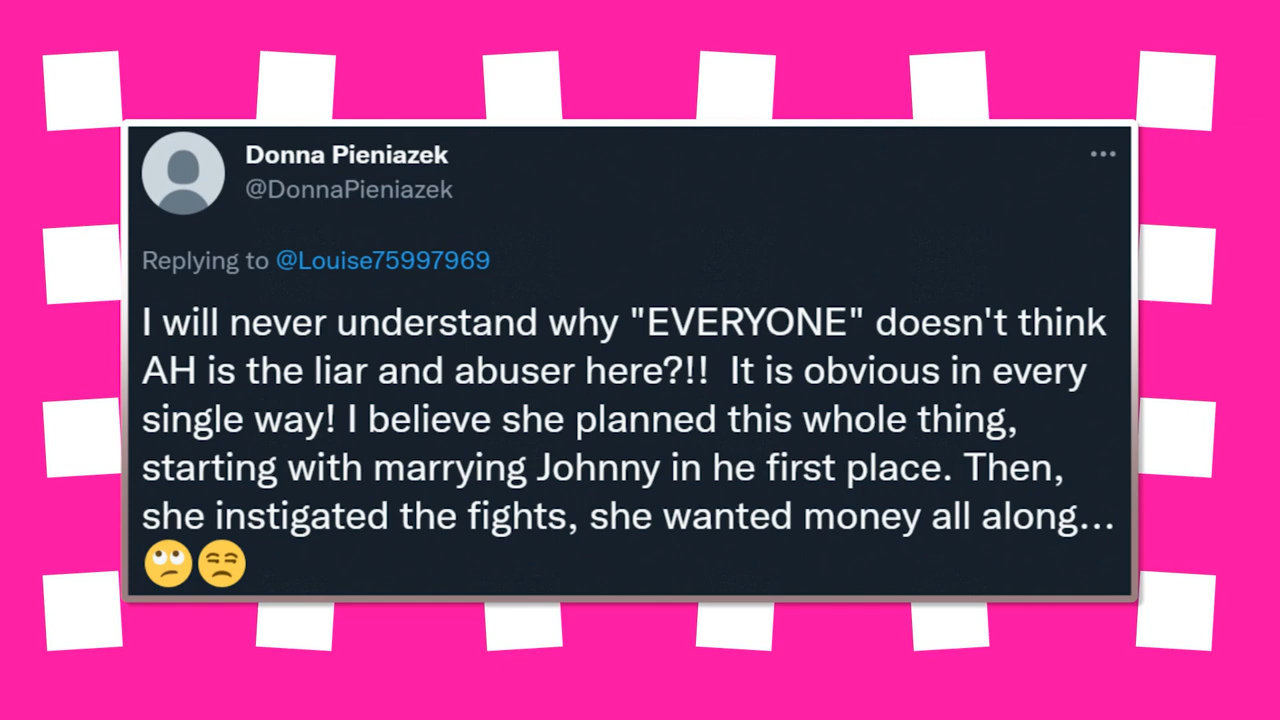 Donna Pieniazek
@DonnaPieniazek
Replying to @Louise75997969
I will never understand why "EVERYONE" doesn't think
AH is the liar and abuser here?!!  It is obvious in every
single way! I believe she planned this whole thing,
starting with marrying Johnny in he first place. Then,
she instigated the fights, she wanted money all along...
🙄😒